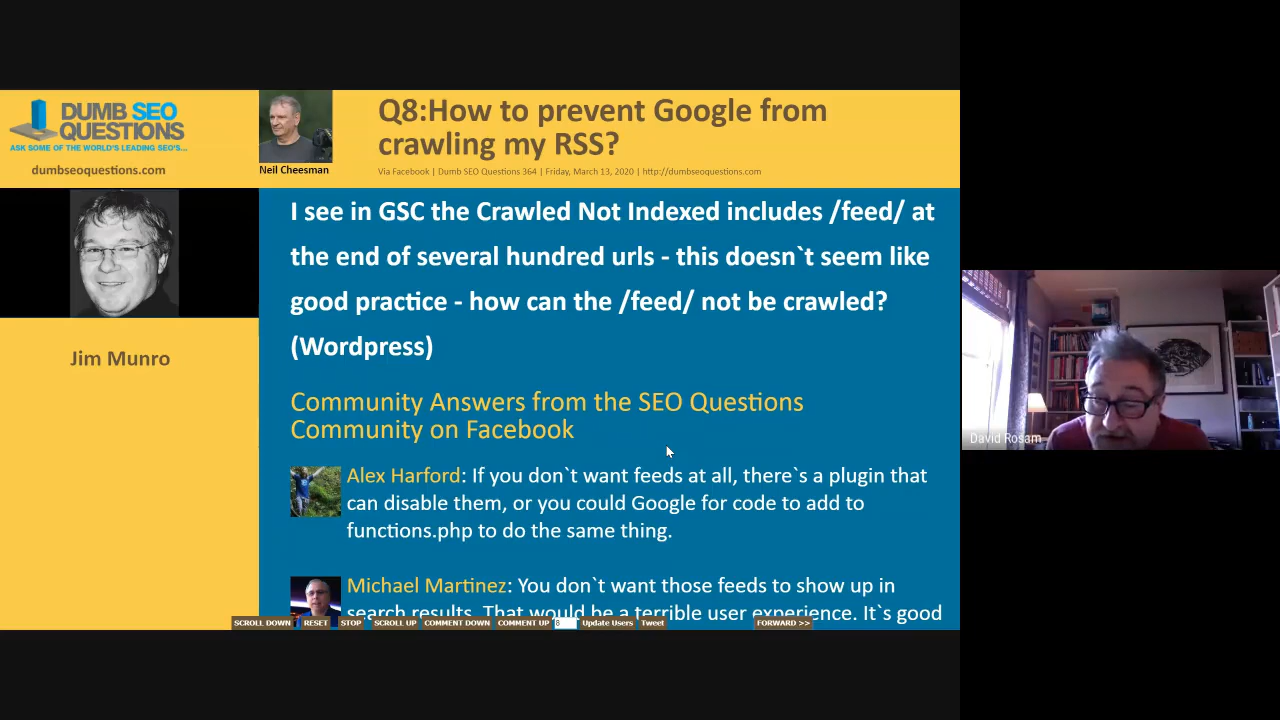 DUMB SEO
QUESTIONS
ASK SOME OF THE WORLD'S LEADING SEO'S...
dumbseoquestions.com
Neil Cheesman
Q8:How to prevent Google from
crawling my RSS?
Via Facebook | Dumb SEO Questions 364 | Friday, March 13, 2020 | http://dumbseoquestions.com
Jim Munro
I see in GSC the Crawled Not Indexed includes /feed/ at
the end of several hundred urls - this doesn`t seem like
good practice - how can the /feed/ not be crawled?
(Wordpress)
Community Answers from the SEO Questions
Community on Facebook
Alex Harford: If you don`t want feeds at all, there`s a plugin that
can disable them, or you could Google for code to add to
functions.php to do the same thing.
Michael Martinez: You don`t want those feeds to show up in
search results. That would be a terrible user experience. It`s good
SCROLL DOWN RESET STOP SCROLL UP COMMENT DOWN COMMENT UP 8 Update Users Tweet FORWARD >>
David Rosam